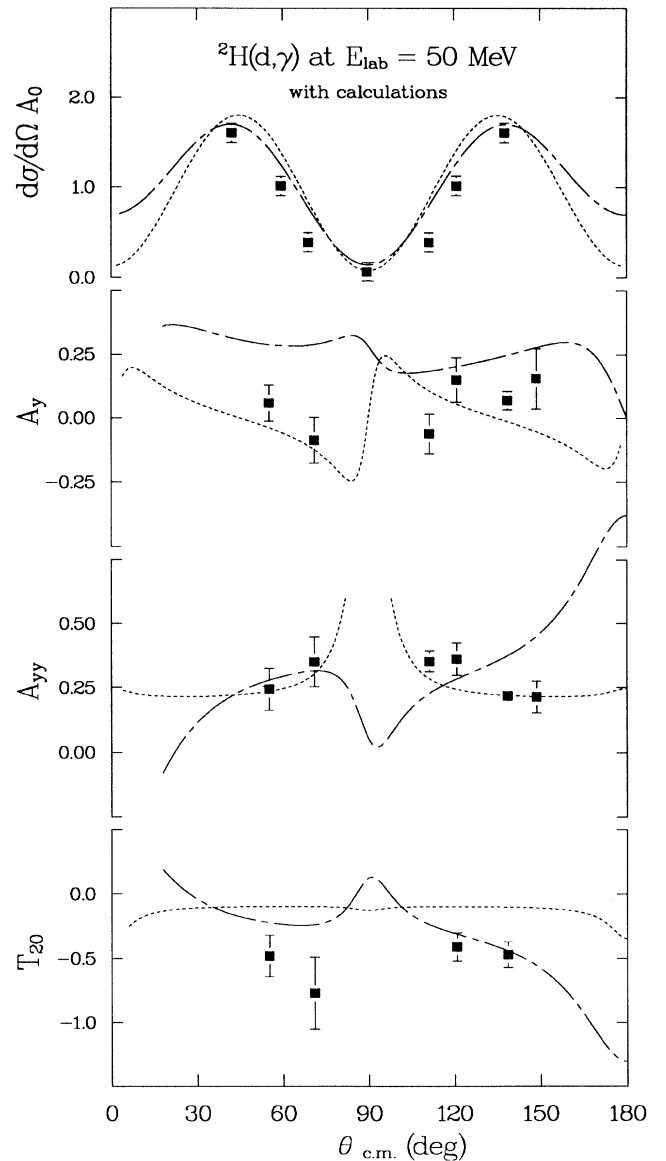 ²H(d,γ) at E_lab = 50 MeV
with calculations
dσ/dΩ A₀
2.0
1.0
0.0
A_y
0.25
0.00
−0.25
A_yy
0.50
0.25
0.00
T₂₀
0.0
−0.5
−1.0
0 30 60 90 120 150 180
θ c.m. (deg)